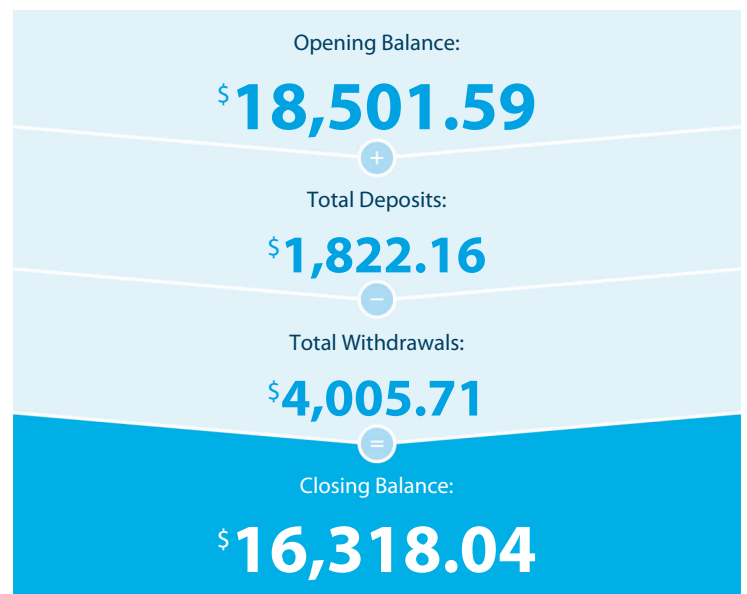 Opening Balance:
$18,501.59
+
Total Deposits:
$1,822.16
−
Total Withdrawals:
$4,005.71
=
Closing Balance:
$16,318.04